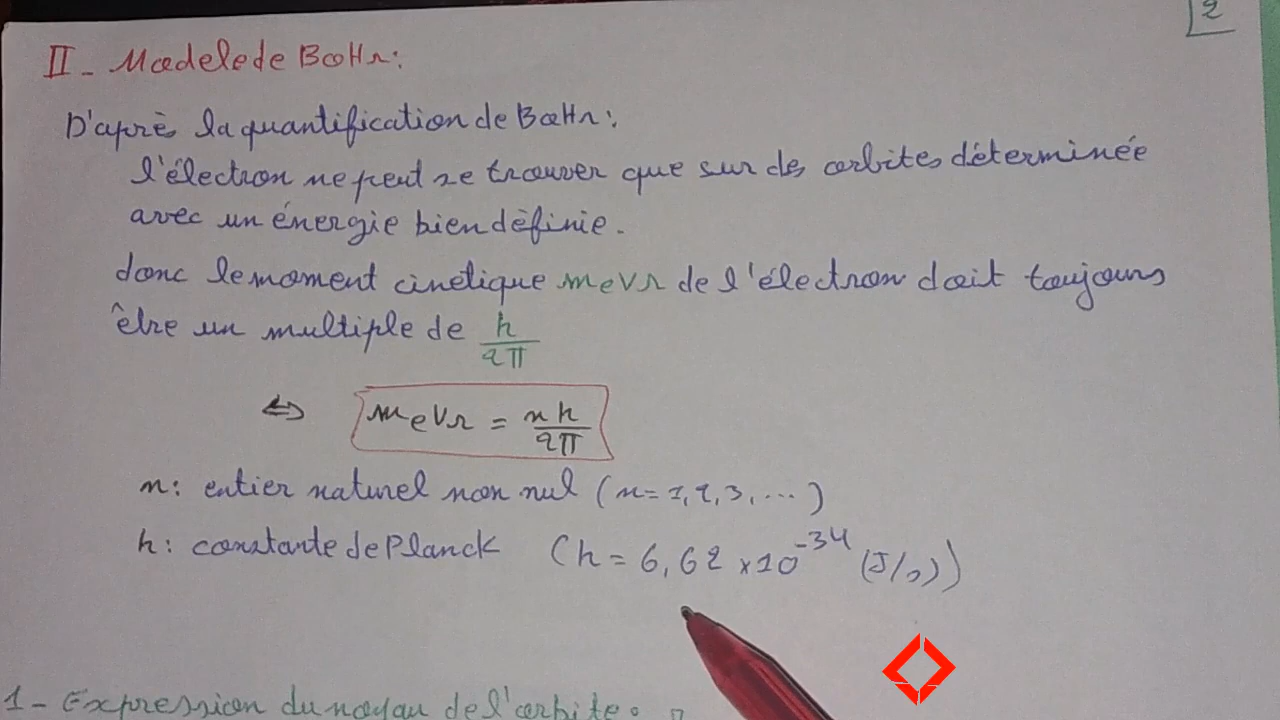 2
II - Modele de BoHr:
D'après la quantification de BoHr:
l'électron ne peut se trouver que sur des orbites déterminée
avec un énergie bien définie.
donc le moment cinétique meVr de l'électron doit toujours
être un multiple de h/2π
⇔ meVr = nh/2π
n: entier naturel non nul (n=1,2,3,...)
h: constante de Planck (h = 6,62 x10^-34 (J/s))
1- Expression du noyau de l'orbite: